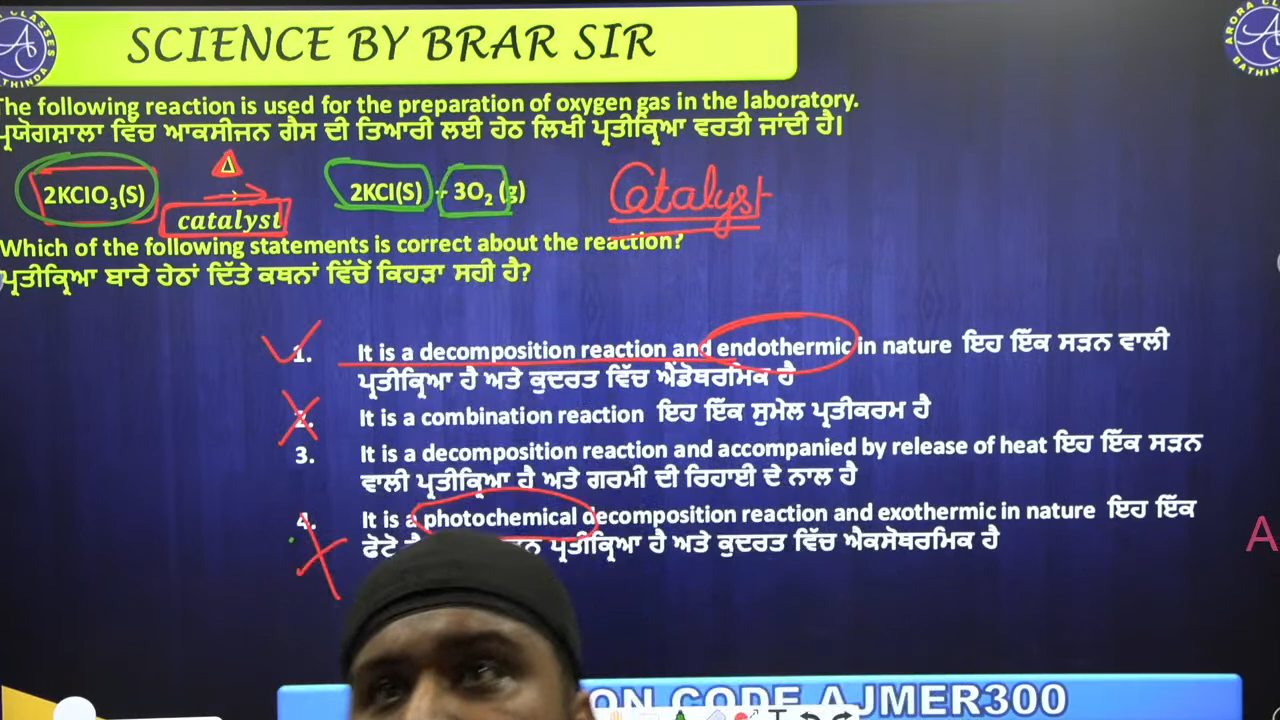 SCIENCE BY BRAR SIR
ARORA CLASSES
BATHINDA
The following reaction is used for the preparation of oxygen gas in the laboratory.
ਪ੍ਰਯੋਗਸ਼ਾਲਾ ਵਿੱਚ ਆਕਸੀਜਨ ਗੈਸ ਦੀ ਤਿਆਰੀ ਲਈ ਹੇਠ ਲਿਖੀ ਪ੍ਰਤੀਕ੍ਰਿਆ ਵਰਤੀ ਜਾਂਦੀ ਹੈ।
Δ
2KClO₃(S) → 2KCl(S) + 3O₂ (g) Catalyst
catalyst
Which of the following statements is correct about the reaction?
ਪ੍ਰਤੀਕ੍ਰਿਆ ਬਾਰੇ ਹੇਠਾਂ ਦਿੱਤੇ ਕਥਨਾਂ ਵਿੱਚੋਂ ਕਿਹੜਾ ਸਹੀ ਹੈ?
1. It is a decomposition reaction and endothermic in nature ਇਹ ਇੱਕ ਸੜਨ ਵਾਲੀ
ਪ੍ਰਤੀਕ੍ਰਿਆ ਹੈ ਅਤੇ ਕੁਦਰਤ ਵਿੱਚ ਐਂਡੋਥਰਮਿਕ ਹੈ
2. It is a combination reaction ਇਹ ਇੱਕ ਸੁਮੇਲ ਪ੍ਰਤੀਕਰਮ ਹੈ
3. It is a decomposition reaction and accompanied by release of heat ਇਹ ਇੱਕ ਸੜਨ
ਵਾਲੀ ਪ੍ਰਤੀਕ੍ਰਿਆ ਹੈ ਅਤੇ ਗਰਮੀ ਦੀ ਰਿਹਾਈ ਦੇ ਨਾਲ ਹੈ
4. It is a photochemical decomposition reaction and exothermic in nature ਇਹ ਇੱਕ
ਫੋਟੋ ਪ੍ਰਤੀਕ੍ਰਿਆ ਹੈ ਅਤੇ ਕੁਦਰਤ ਵਿੱਚ ਐਕਸੋਥਰਮਿਕ ਹੈ
A
CODE AJMER300